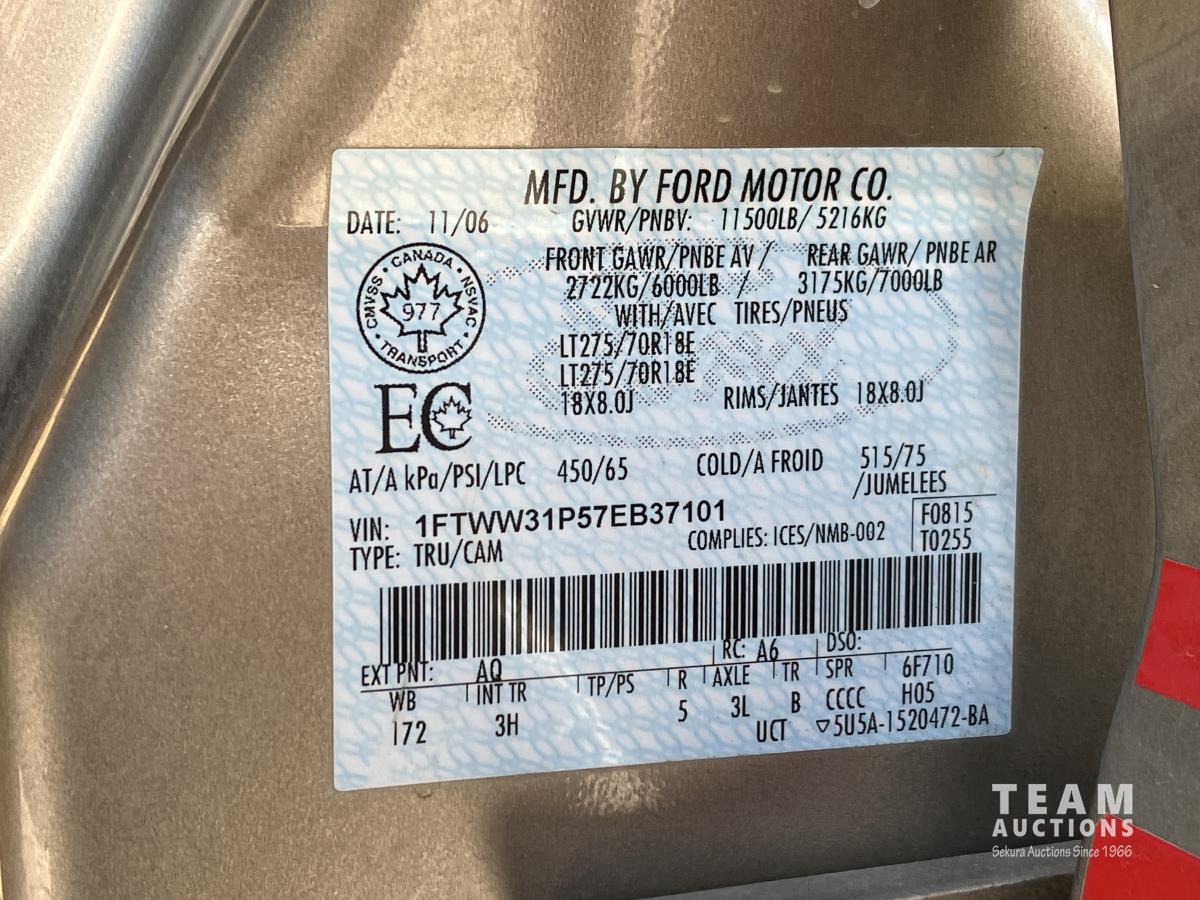 MFD. BY FORD MOTOR CO.
DATE: 11/06 GVWR/PNBV: 11500LB/ 5216KG
FRONT GAWR/PNBE AV / REAR GAWR/ PNBE AR
2722KG/6000LB / 3175KG/7000LB
WITH/AVEC TIRES/PNEUS
CMVSS · CANADA · NSVAC · TRANSPORT ·
977
LT275/70R18E
LT275/70R18E
EC
18X8.0J RIMS/JANTES 18X8.0J
AT/A kPa/PSI/LPC 450/65 COLD/A FROID 515/75
/JUMELEES
VIN: 1FTWW31P57EB37101
F0815
TYPE: TRU/CAM COMPLIES: ICES/NMB-002
T0255
RC: A6 DSO:
EXT PNT: AQ
WB INT TR TP/PS R AXLE TR SPR 6F710
172 3H 5 3L B CCCC H05
UCT ▽5U5A-1520472-BA
TEAM
AUCTIONS
Sekura Auctions Since 1966